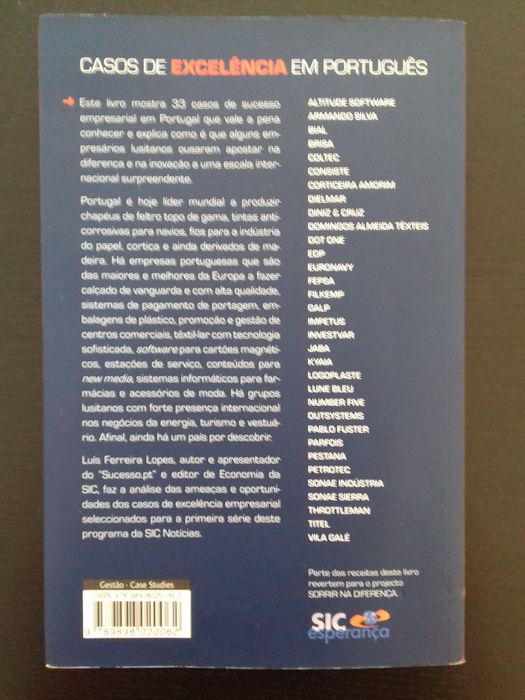 CASOS DE EXCELÊNCIA EM PORTUGUÊS
Este livro mostra 33 casos de sucesso
empresarial em Portugal que vale a pena
conhecer e explica como é que alguns em-
presários lusitanos ousaram apostar na
diferença e na inovação a uma escala inter-
nacional surpreendente.
Portugal é hoje líder mundial a produzir
chapéus de feltro topo de gama, tintas anti-
corrosivas para navios, fios para a indústria
do papel, cortiça e ainda derivados de ma-
deira. Há empresas portuguesas que são
das maiores e melhores da Europa a fazer
calçado de vanguarda e com alta qualidade,
sistemas de pagamento de portagem, em-
balagens de plástico, promoção e gestão de
centros comerciais, têxtil-lar com tecnologia
sofisticada, software para cartões magnéti-
cos, estações de serviço, conteúdos para
new media, sistemas informáticos para far-
mácias e acessórios de moda. Há grupos
lusitanos com forte presença internacional
nos negócios da energia, turismo e vestuá-
rio. Afinal, ainda há um país por descobrir.
Luís Ferreira Lopes, autor e apresentador
do "Sucesso.pt" e editor de Economia da
SIC, faz a análise das ameaças e oportuni-
dades dos casos de excelência empresarial
seleccionados para a primeira série deste
programa da SIC Notícias.
ALTITUDE SOFTWARE
ARMANDO SILVA
BIAL
BRISA
COLTEC
CONSISTE
CORTICEIRA AMORIM
DIELMAR
DINIZ & CRUZ
DOMINGOS ALMEIDA TÊXTEIS
DOT ONE
EDP
EURONAVY
FEPSA
FILKEMP
GALP
IMPETUS
INVESTVAR
JABA
KYAIA
LOGOPLASTE
LUNE BLEU
NUMBER FIVE
OUTSYSTEMS
PABLO FUSTER
PARFOIS
PESTANA
PETROTEC
SONAE INDÚSTRIA
SONAE SIERRA
THROTTLEMAN
TITEL
VILA GALÉ
Parte das receitas deste livro
revertem para o projecto
SORRIR NA DIFERENÇA.
SIC
esperança
Gestão - Case Studies
ISBN 978-989-8020-06-2
9 789898 020062